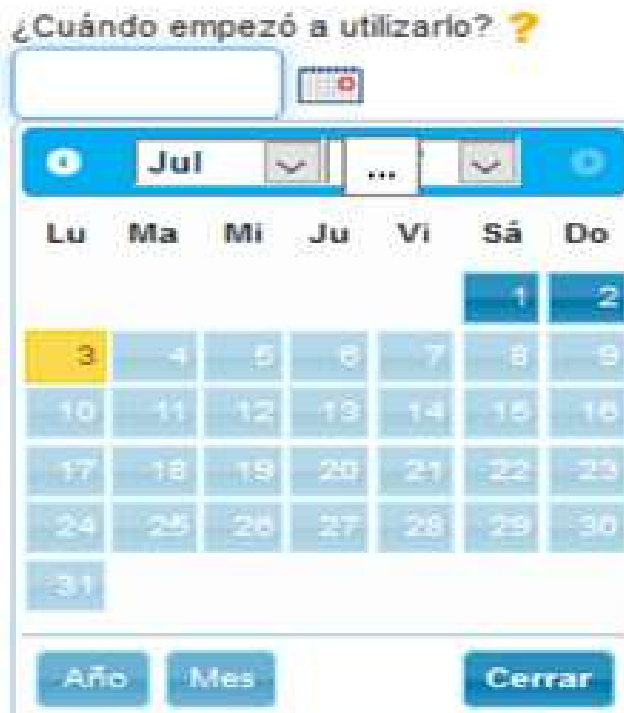 ¿Cuándo empezó a utilizarlo? ?
Jul ...
Lu Ma Mi Ju Vi Sá Do
1 2
3 4 5 6 7 8 9
10 11 12 13 14 15 16
17 18 19 20 21 22 23
24 25 26 27 28 29 30
31
Año Mes Cerrar